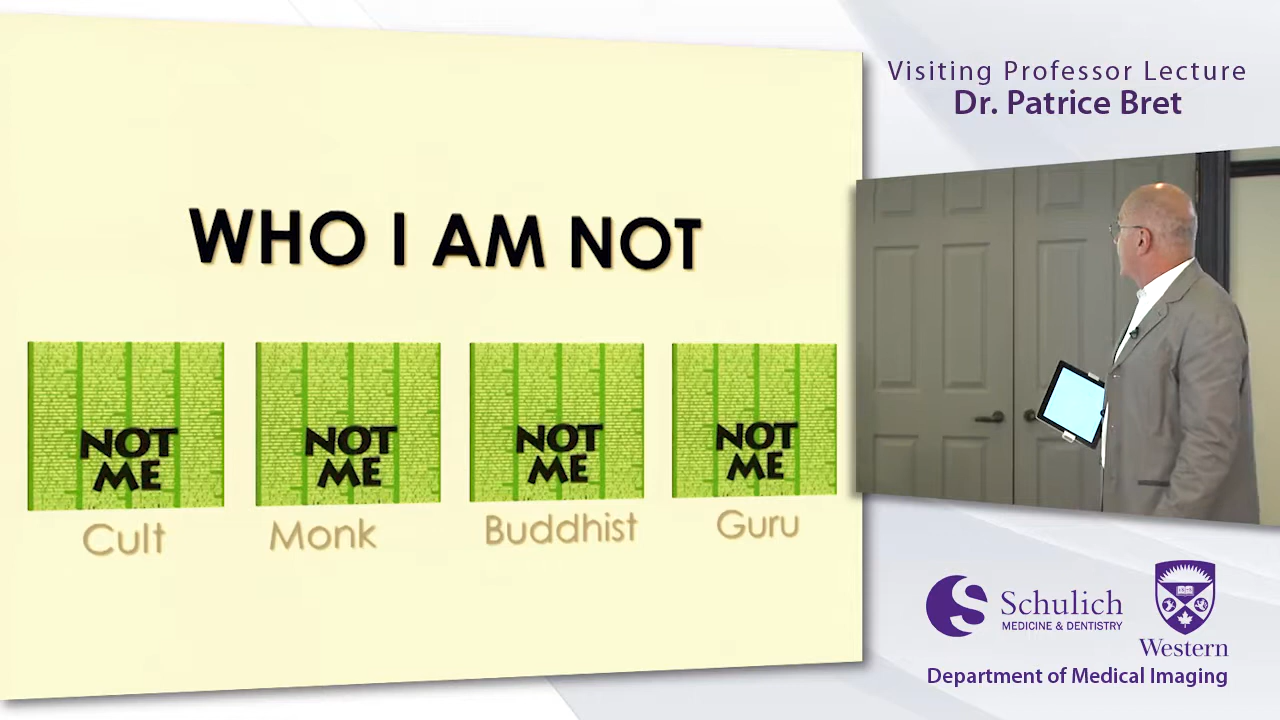 WHO I AM NOT
NOT
ME
NOT
ME
NOT
ME
NOT
ME
Cult
Monk
Buddhist
Guru
Visiting Professor Lecture
Dr. Patrice Bret
Schulich
MEDICINE & DENTISTRY
Western
Department of Medical Imaging